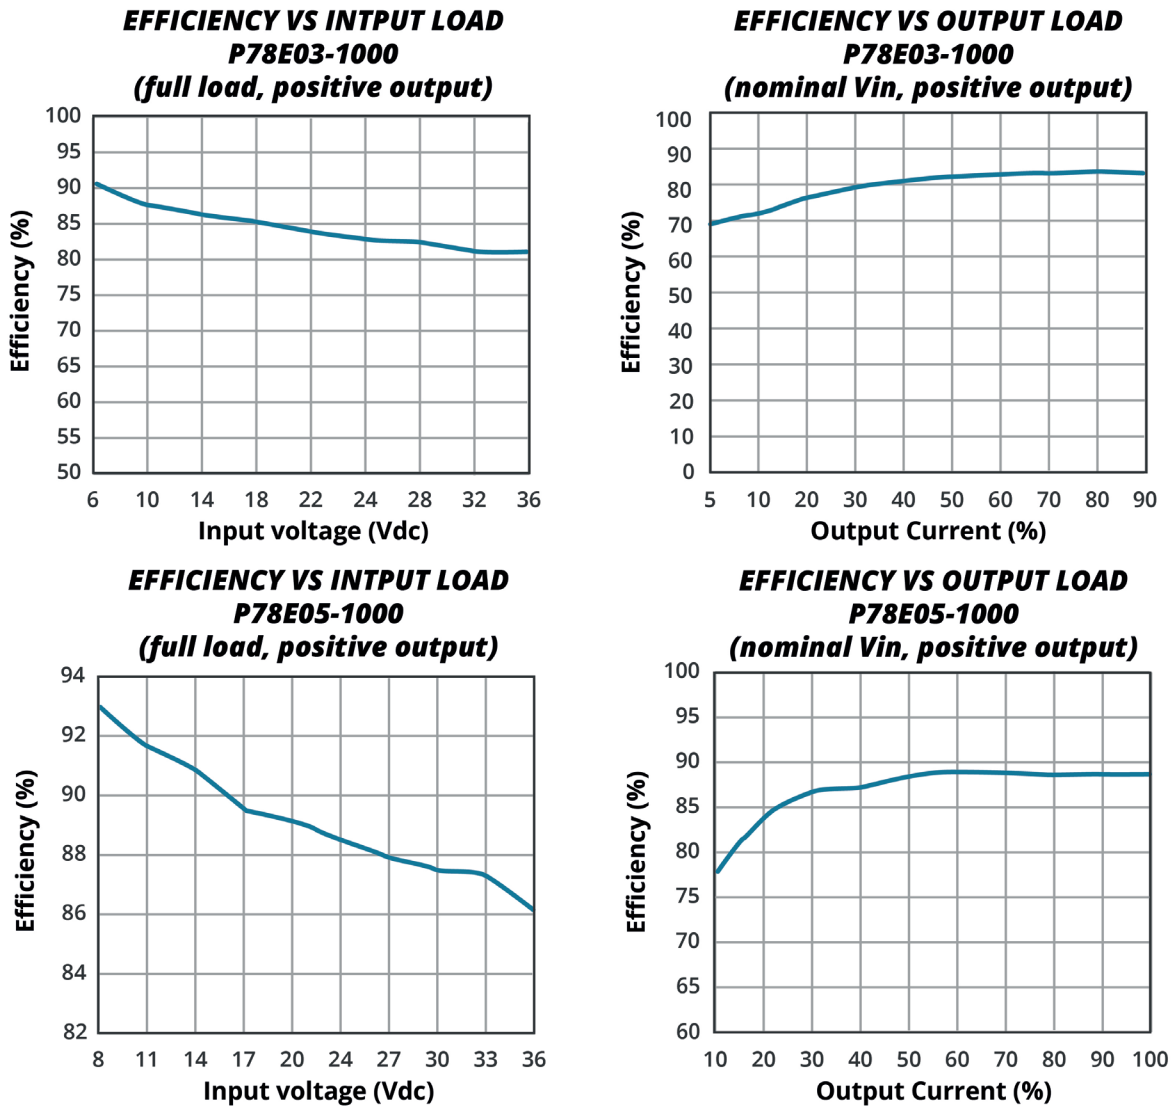 EFFICIENCY VS INTPUT LOAD
P78E03-1000
(full load, positive output)
100
95
90
85
80
75
70
65
60
55
50
Efficiency (%)
6 10 14 18 22 24 28 32 36
Input voltage (Vdc)
EFFICIENCY VS OUTPUT LOAD
P78E03-1000
(nominal Vin, positive output)
100
90
80
70
60
50
40
30
20
10
0
Efficiency (%)
5 10 20 30 40 50 60 70 80 90
Output Current (%)
EFFICIENCY VS INTPUT LOAD
P78E05-1000
(full load, positive output)
94
92
90
88
86
84
82
Efficiency (%)
8 11 14 17 20 24 27 30 33 36
Input voltage (Vdc)
EFFICIENCY VS OUTPUT LOAD
P78E05-1000
(nominal Vin, positive output)
100
95
90
85
80
75
70
65
60
Efficiency (%)
10 20 30 40 50 60 70 80 90 100
Output Current (%)